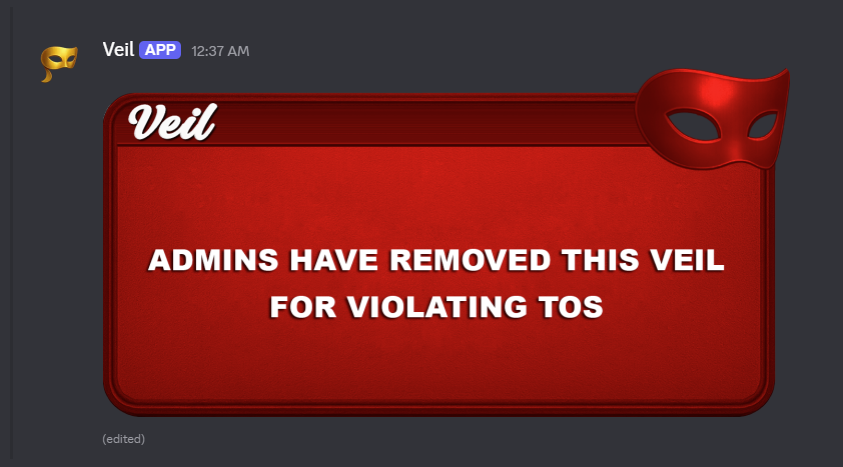 Veil APP 12:37 AM
Veil
ADMINS HAVE REMOVED THIS VEIL
FOR VIOLATING TOS
(edited)